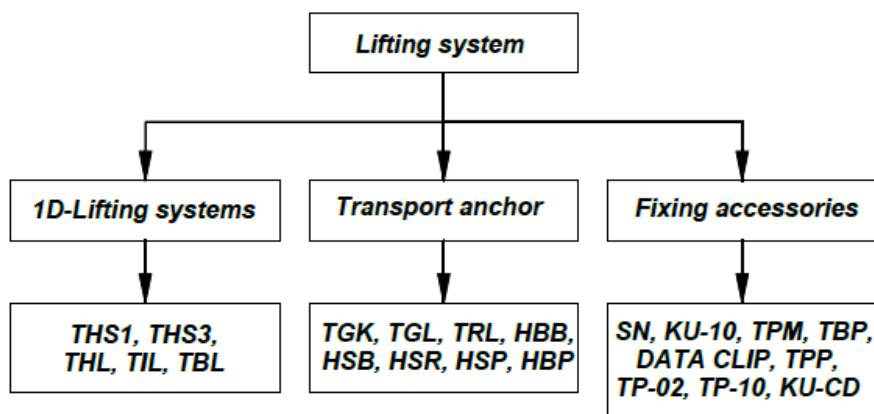 Lifting system
1D-Lifting systems
Transport anchor
Fixing accessories
THS1, THS3,
THL, TIL, TBL
TGK, TGL, TRL, HBB,
HSB, HSR, HSP, HBP
SN, KU-10, TPM, TBP,
DATA CLIP, TPP,
TP-02, TP-10, KU-CD